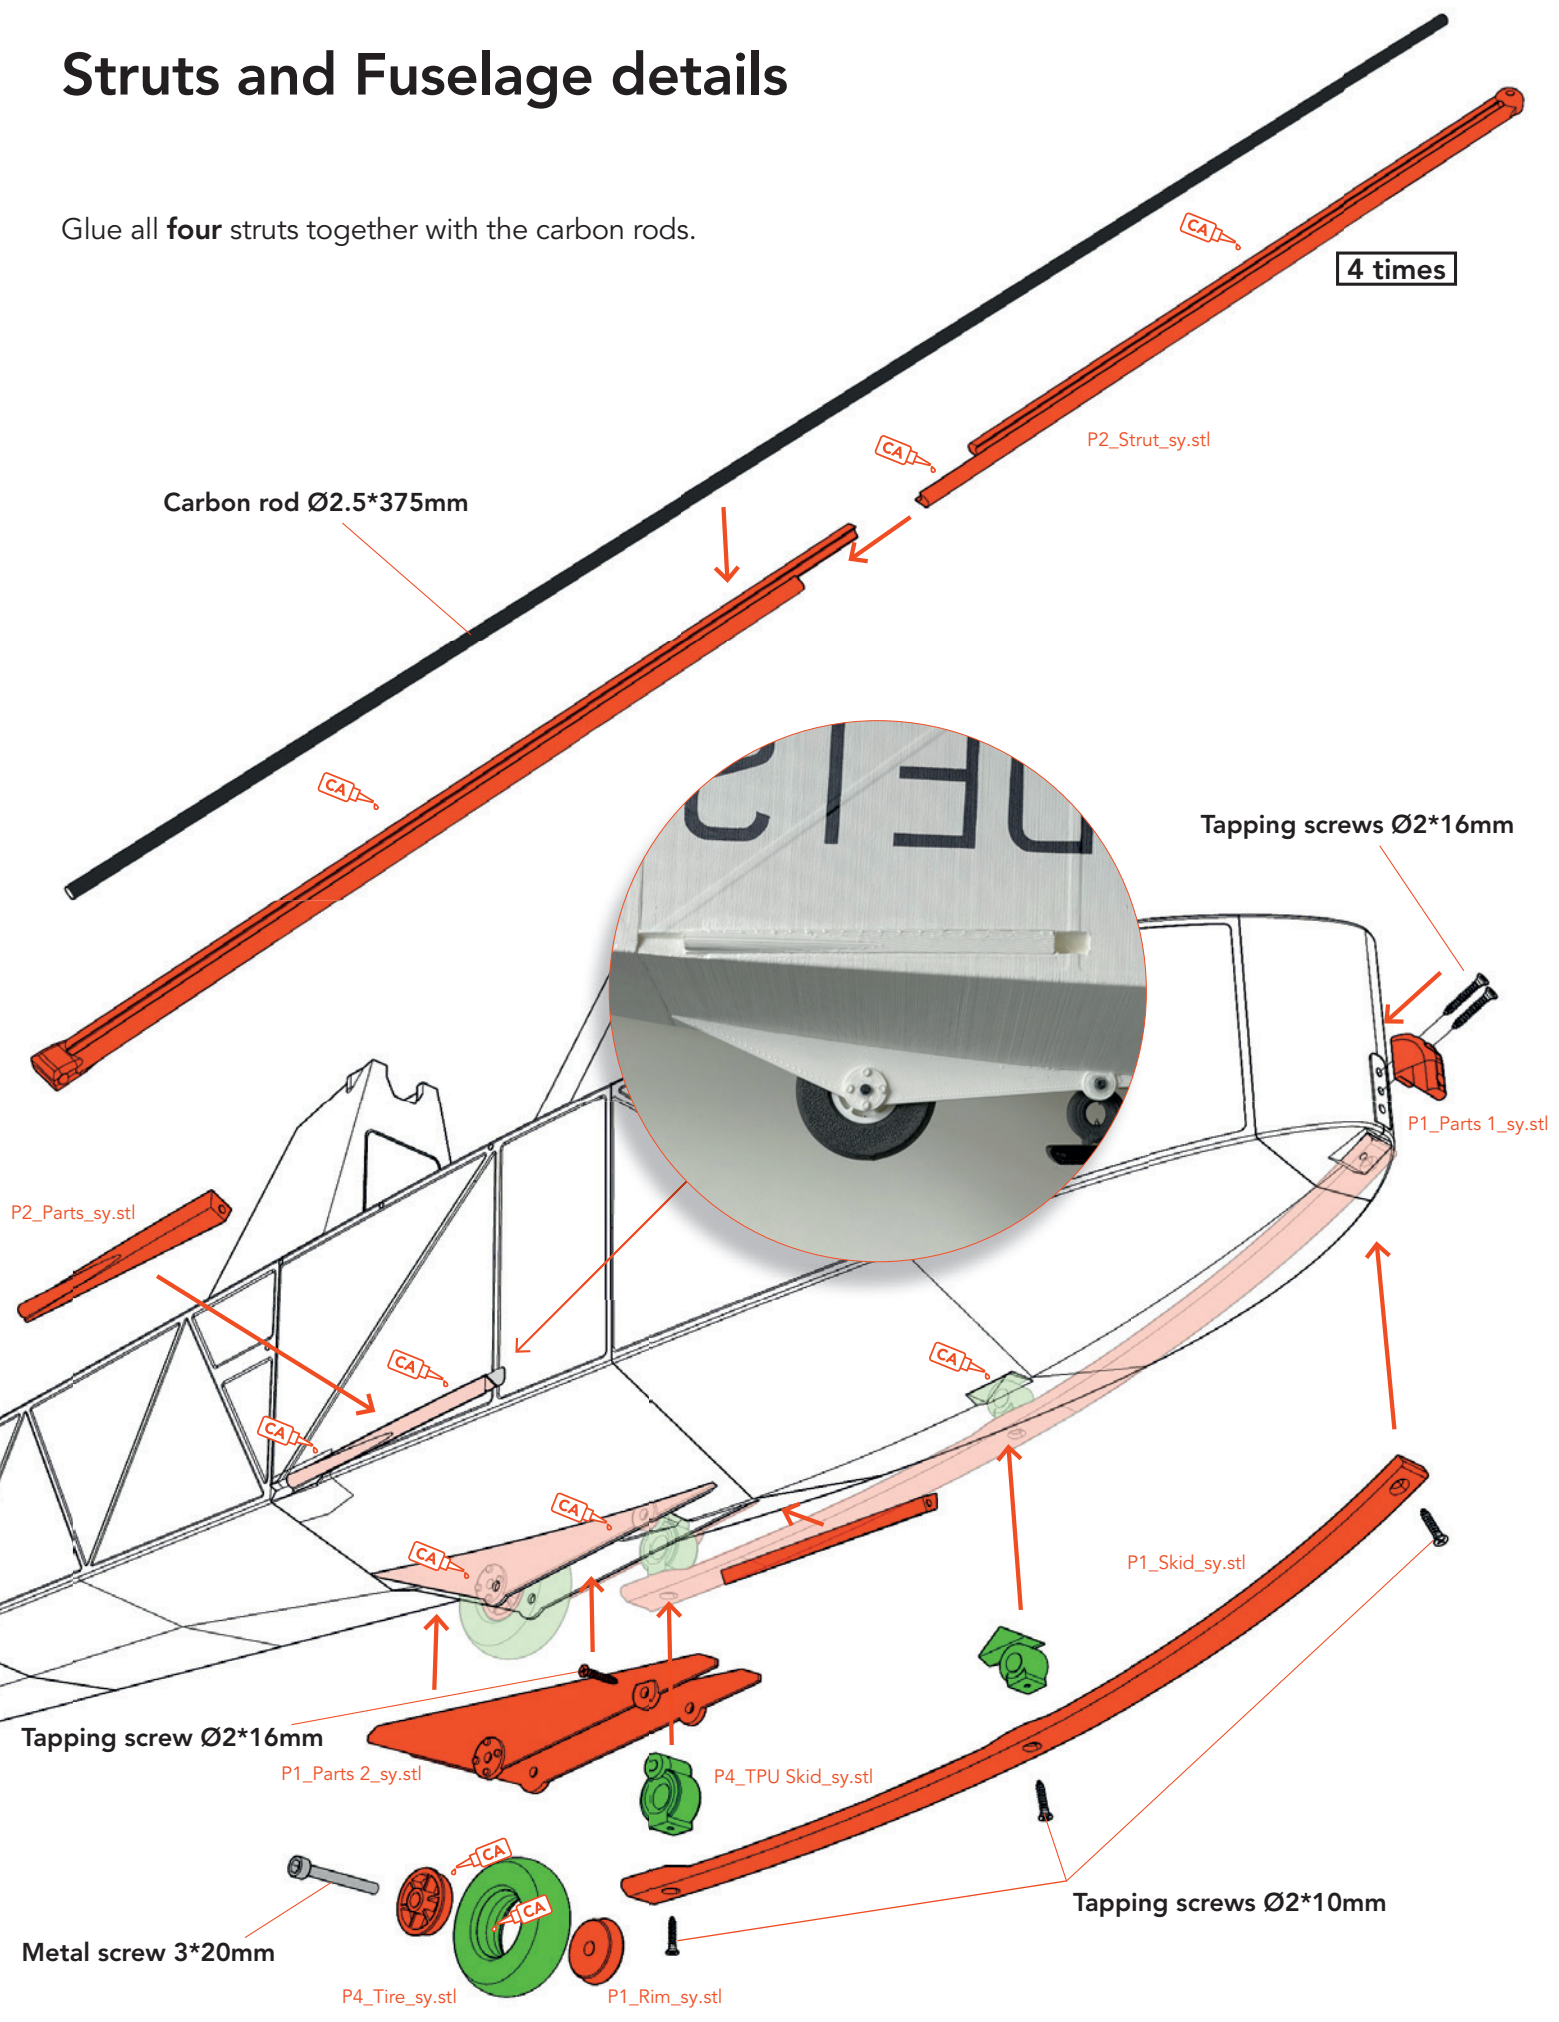 Struts and Fuselage details
Glue all four struts together with the carbon rods.
CA
4 times
P2_Strut_sy.stl
CA
Carbon rod Ø2.5*375mm
CA
Tapping screws Ø2*16mm
P1_Parts 1_sy.stl
P2_Parts_sy.stl
CA
CA
CA
CA
CA
P1_Skid_sy.stl
Tapping screw Ø2*16mm
P1_Parts 2_sy.stl
P4_TPU Skid_sy.stl
CA
CA
Tapping screws Ø2*10mm
Metal screw 3*20mm
P4_Tire_sy.stl
P1_Rim_sy.stl